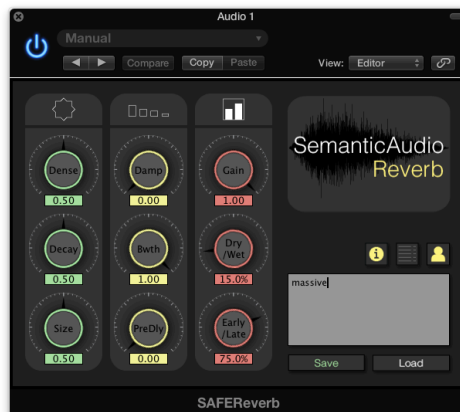 Audio 1
Manual
Compare Copy Paste View: Editor
Dense Damp Gain
0.50 0.00 1.00
SemanticAudio
Reverb
Decay Bwth Dry
/Wet
0.50 1.00 15.0%
i
massive
Size PreDly Early
/Late
0.50 0.00 75.0%
Save Load
SAFEReverb